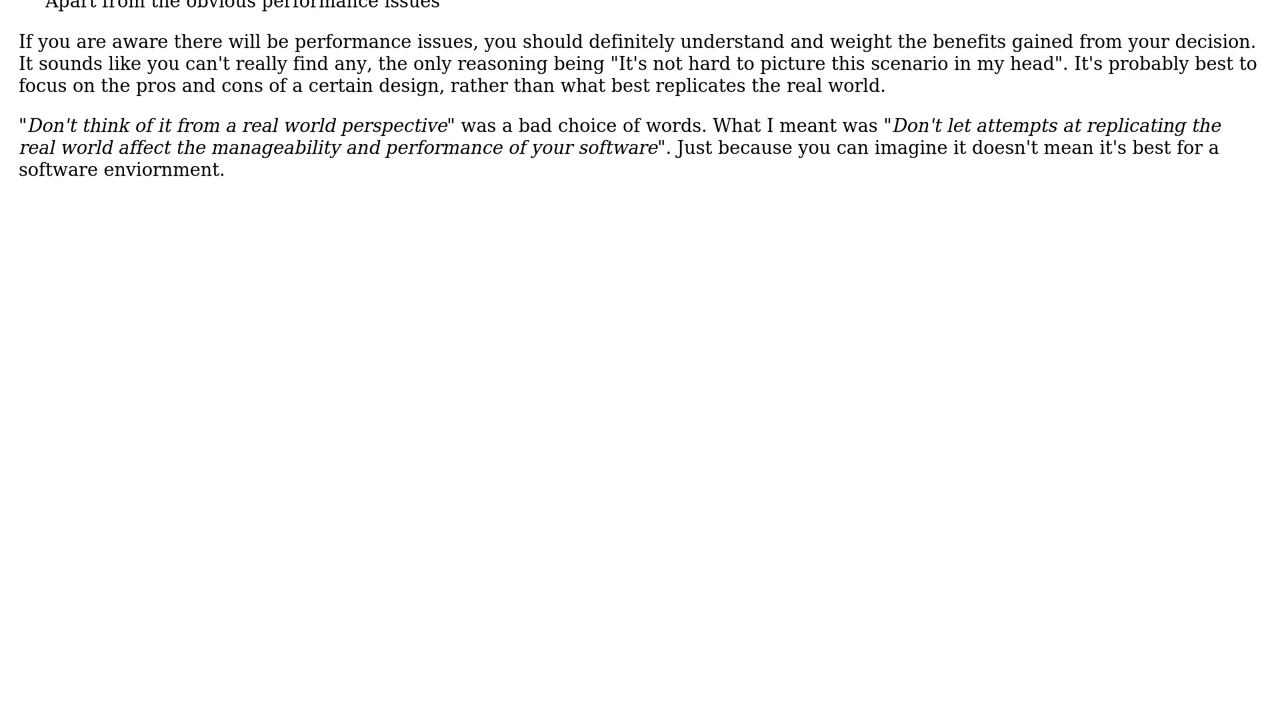 Apart from the obvious performance issues
If you are aware there will be performance issues, you should definitely understand and weight the benefits gained from your decision.
It sounds like you can't really find any, the only reasoning being "It's not hard to picture this scenario in my head". It's probably best to
focus on the pros and cons of a certain design, rather than what best replicates the real world.
"Don't think of it from a real world perspective" was a bad choice of words. What I meant was "Don't let attempts at replicating the
real world affect the manageability and performance of your software". Just because you can imagine it doesn't mean it's best for a
software enviornment.